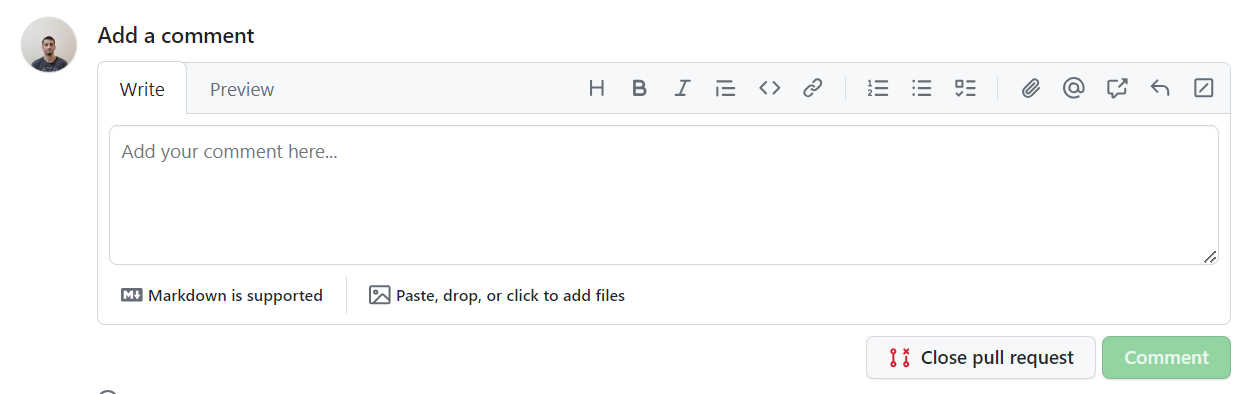 Add a comment
Write Preview
Add your comment here...
Markdown is supported Paste, drop, or click to add files
Close pull request Comment